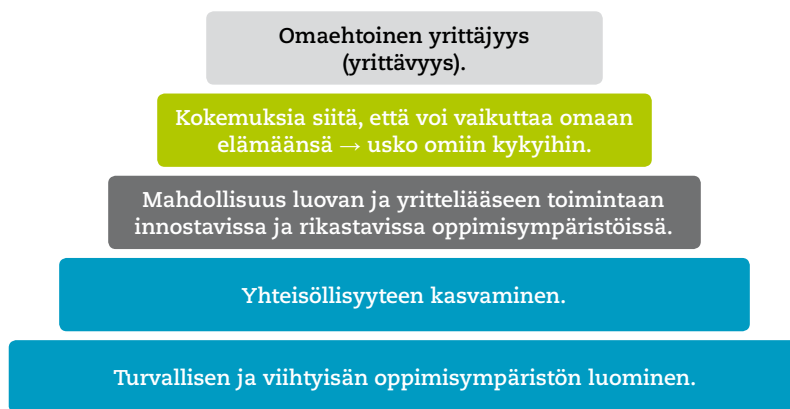 Omaehtoinen yrittäjyys
(yrittävyys).
Kokemuksia siitä, että voi vaikuttaa omaan
elämäänsä → usko omiin kykyihin.
Mahdollisuus luovan ja yritteliääseen toimintaan
innostavissa ja rikastavissa oppimisympäristöissä.
Yhteisöllisyyteen kasvaminen.
Turvallisen ja viihtyisän oppimisympäristön luominen.